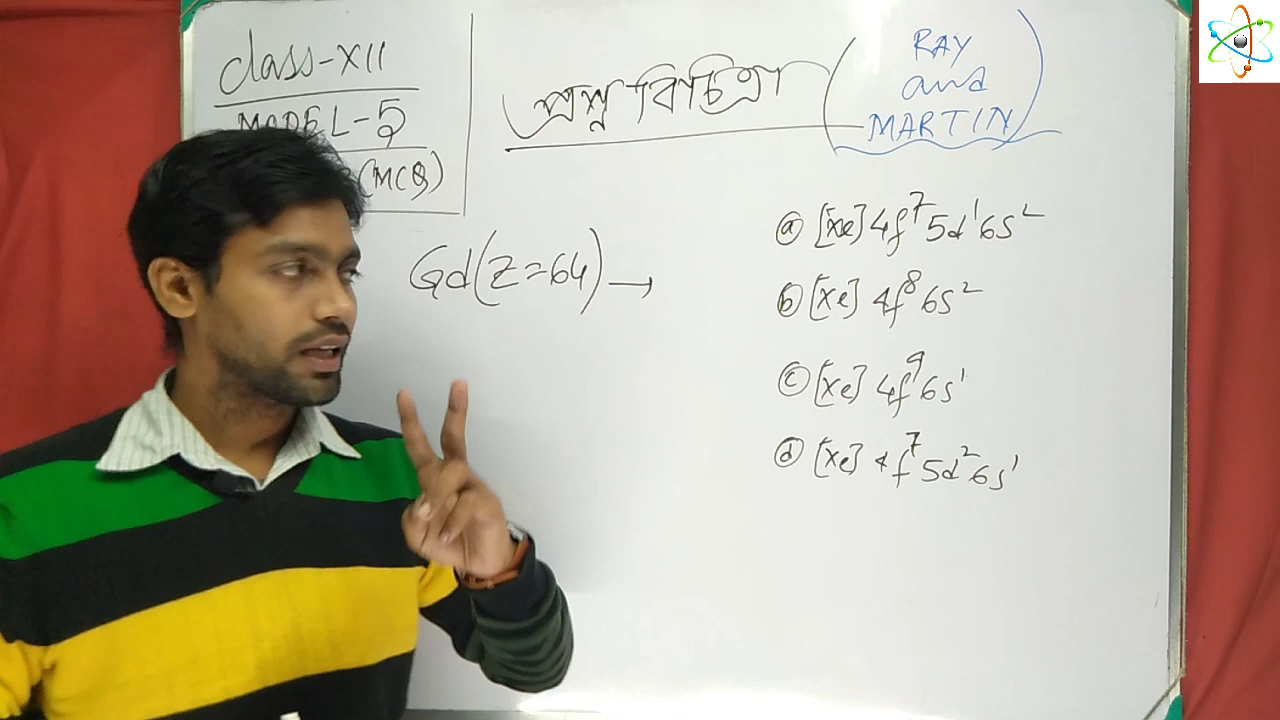 Class-XII
MODEL-5
(MCQ)
প্রশ্ন বিচিত্রা
(RAY
and
MARTIN)
Gd(Z=64) →
ⓐ [Xe] 4f⁷ 5d¹ 6s²
ⓑ [Xe] 4f⁸ 6s²
ⓒ [Xe] 4f⁹ 6s¹
ⓓ [Xe] 4f⁷ 5d² 6s¹